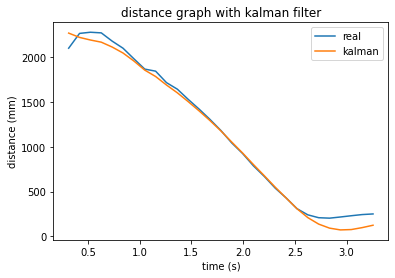 distance graph with kalman filter
real
kalman
distance (mm)
2000
1500
1000
500
0
0.5 1.0 1.5 2.0 2.5 3.0
time (s)